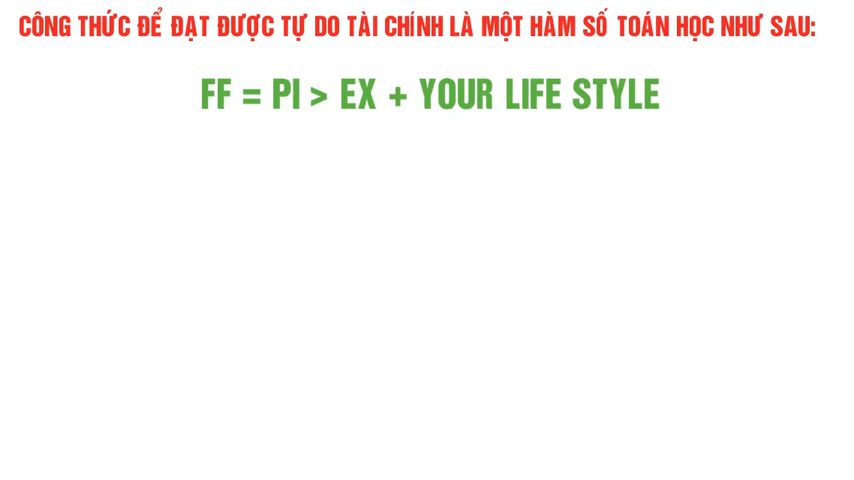 CÔNG THỨC ĐỂ ĐẠT ĐƯỢC TỰ DO TÀI CHÍNH LÀ MỘT HÀM SỐ TOÁN HỌC NHƯ SAU:
FF = PI > EX + YOUR LIFE STYLE